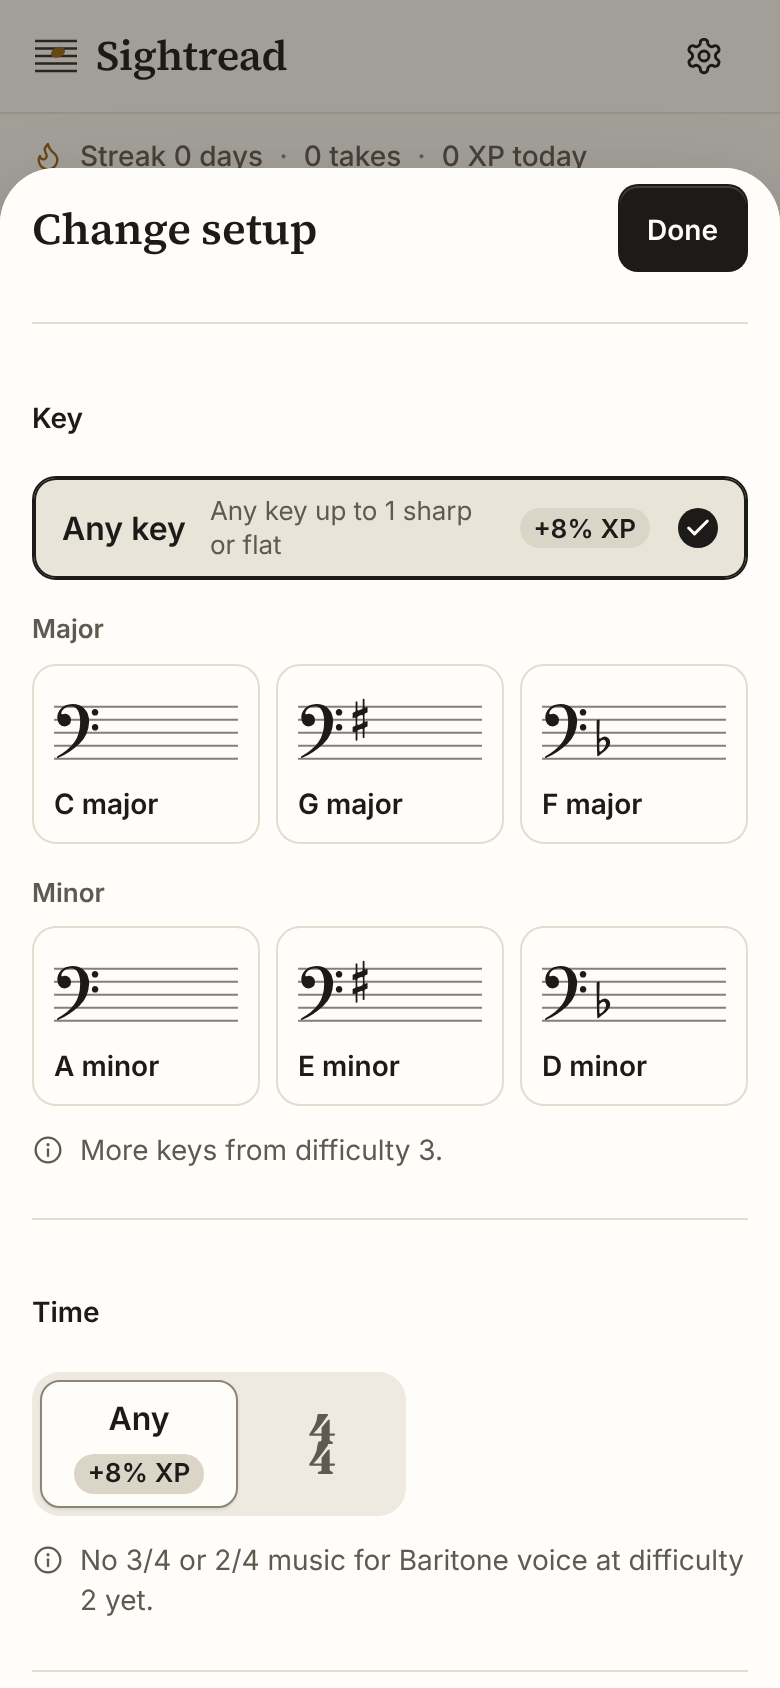 Sightread
Streak 0 days · 0 takes · 0 XP today
Change setup
Done
Key
Any key
Any key up to 1 sharp
or flat
+8% XP
Major
C major
G major
F major
Minor
A minor
E minor
D minor
More keys from difficulty 3.
Time
Any
+8% XP
4
4
No 3/4 or 2/4 music for Baritone voice at difficulty
2 yet.